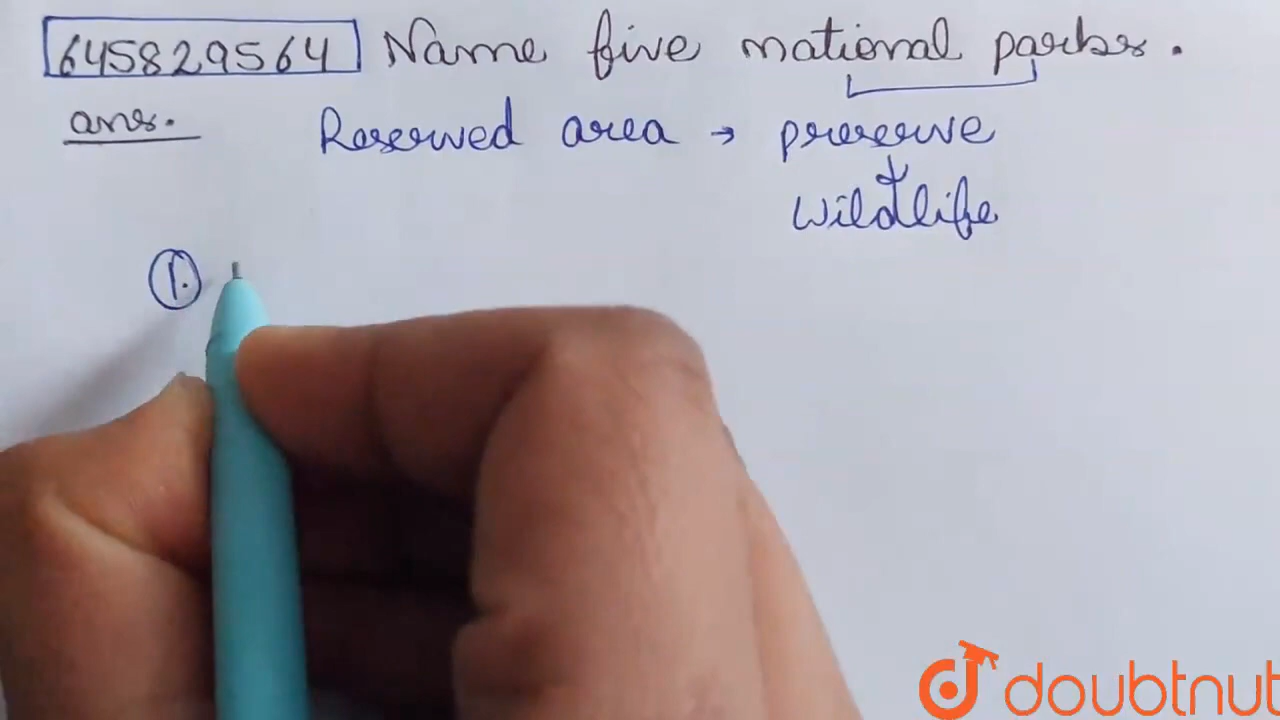 645829564 Name five national parks.
ans. Reserved area → preserve
↓
Wildlife
1.
doubtnut